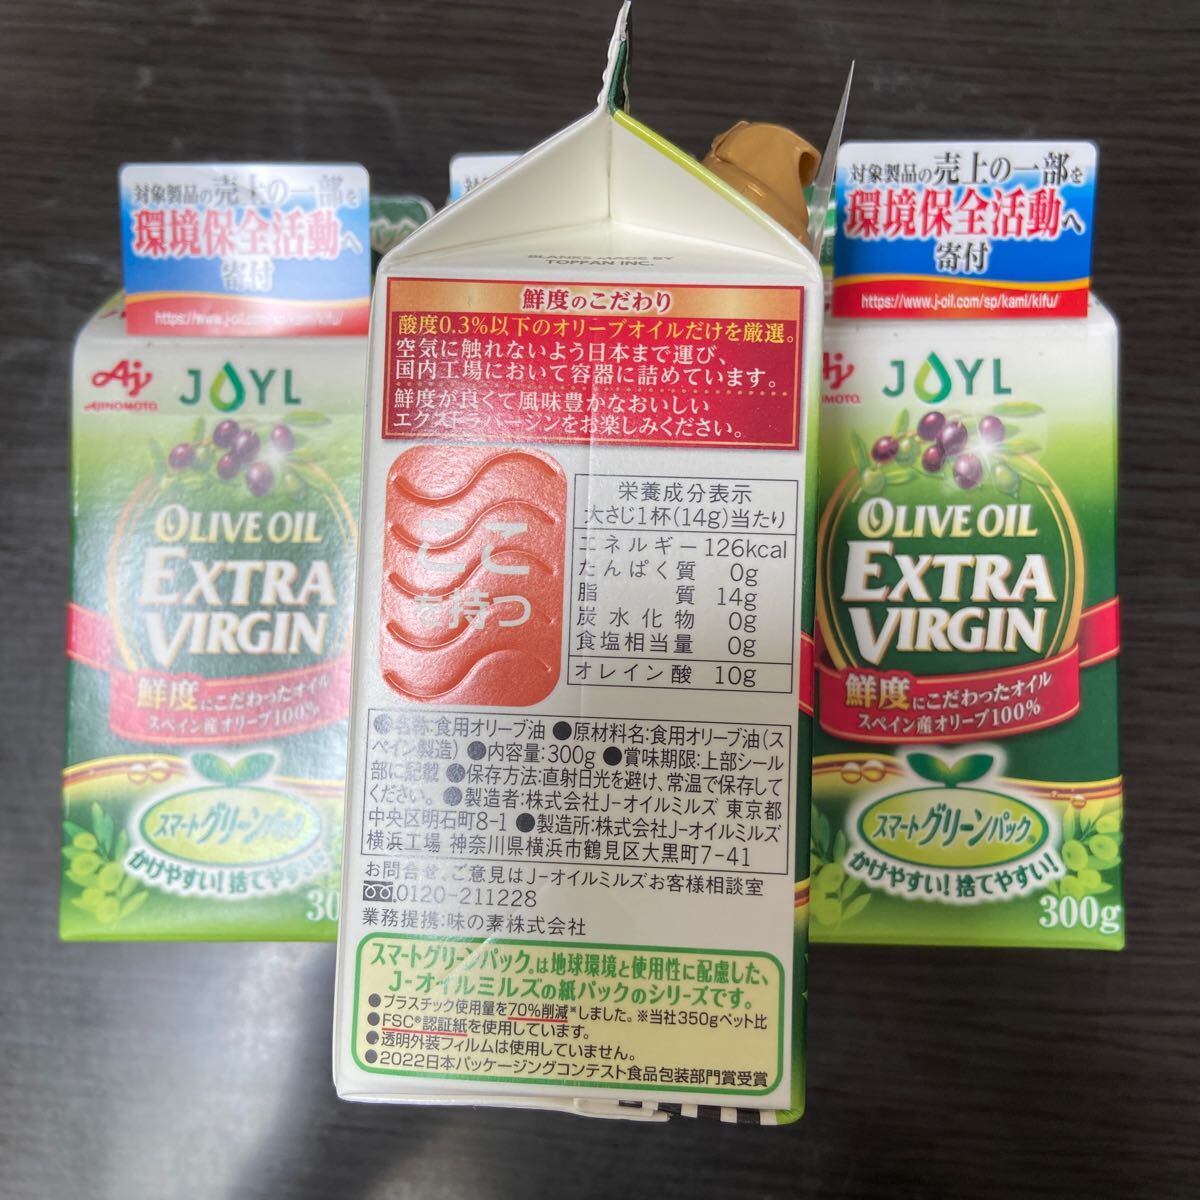 対象製品の売上の一部を
環境保全活動へ
寄付
https://www.j-oil.com/sp/kami/kifu/
Aj
AJINOMOTO
JOYL
OLIVE OIL
EXTRA
VIRGIN
鮮度にこだわったオイル
スペイン産オリーブ100%
スマートグリーンパック
かけやすい!捨てやすい!
30
BLANKS MADE BY
TOPPAN INC.
鮮度のこだわり
酸度0.3%以下のオリーブオイルだけを厳選。
空気に触れないよう日本まで運び、
国内工場において容器に詰めています。
鮮度が良くて風味豊かなおいしい
エクストラバージンをお楽しみください。
ここ
を持つ
栄養成分表示
大さじ1杯(14g)当たり
エネルギー 126kcal
たんぱく質 0g
脂質 14g
炭水化物 0g
食塩相当量 0g
オレイン酸 10g
●名称:食用オリーブ油 ●原材料名:食用オリーブ油(ス
ペイン製造) ●内容量:300g ●賞味期限:上部シール
部に記載 ●保存方法:直射日光を避け、常温で保存して
ください。 ●製造者:株式会社J-オイルミルズ 東京都
中央区明石町8-1 ●製造所:株式会社J-オイルミルズ
横浜工場 神奈川県横浜市鶴見区大黒町7-41
お問合せ、ご意見はJ-オイルミルズお客様相談室
0120-211228
業務提携:味の素株式会社
スマートグリーンパック®は地球環境と使用性に配慮した、
J-オイルミルズの紙パックのシリーズです。
●プラスチック使用量を70%削減※しました。※当社350gペット比
●FSC®認証紙を使用しています。
●透明外装フィルムは使用していません。
●2022日本パッケージングコンテスト食品包装部門賞受賞
対象製品の売上の一部を
環境保全活動へ
寄付
https://www.j-oil.com/sp/kami/kifu/
JOYL
OLIVE OIL
EXTRA
VIRGIN
鮮度にこだわったオイル
スペイン産オリーブ100%
スマートグリーンパック®
かけやすい!捨てやすい!
300g